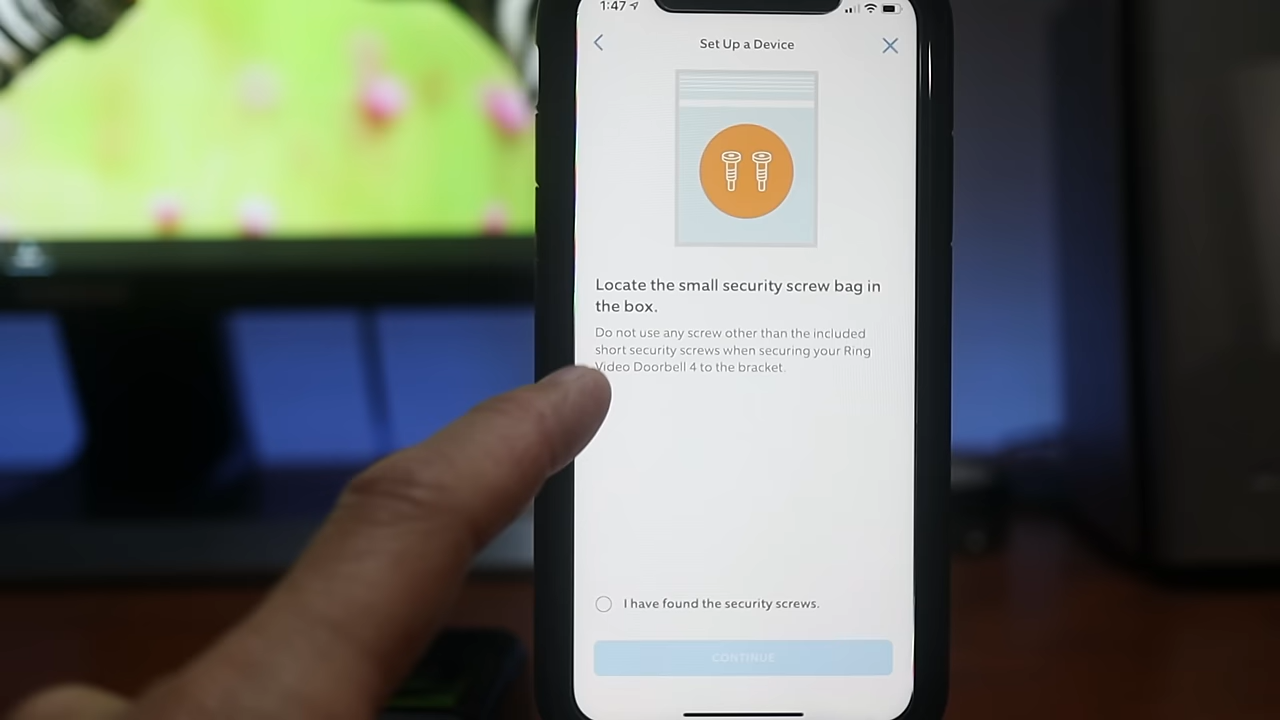 1:47
Set Up a Device
Locate the small security screw bag in
the box.
Do not use any screw other than the included
short security screws when securing your Ring
Video Doorbell 4 to the bracket.
I have found the security screws.
CONTINUE